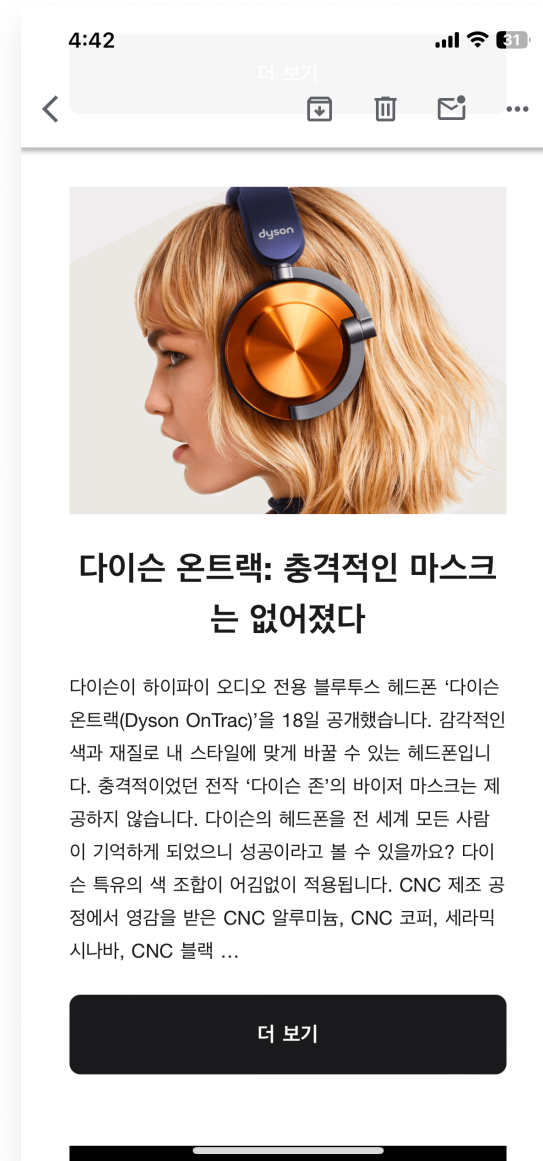 4:42
31
더 보기
dyson
다이슨 온트랙: 충격적인 마스크
는 없어졌다
다이슨이 하이파이 오디오 전용 블루투스 헤드폰 ‘다이슨
온트랙(Dyson OnTrac)’을 18일 공개했습니다. 감각적인
색과 재질로 내 스타일에 맞게 바꿀 수 있는 헤드폰입니
다. 충격적이었던 전작 ‘다이슨 존’의 바이저 마스크는 제
공하지 않습니다. 다이슨의 헤드폰을 전 세계 모든 사람
이 기억하게 되었으니 성공이라고 볼 수 있을까요? 다이
슨 특유의 색 조합이 어김없이 적용됩니다. CNC 제조 공
정에서 영감을 받은 CNC 알루미늄, CNC 코퍼, 세라믹
시나바, CNC 블랙 …
더 보기